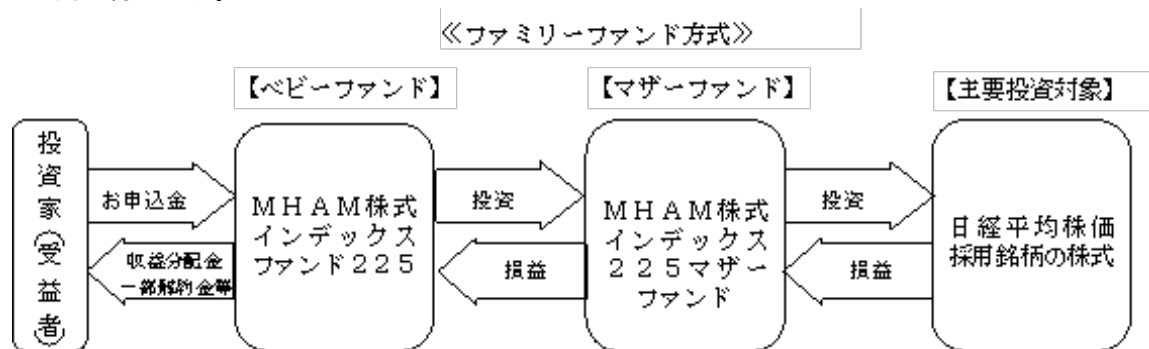 ≪ファミリーファンド方式≫
【ベビーファンド】
【マザーファンド】
【主要投資対象】
投資家(受益者)
お申込金
収益分配金
一部解約金等
MHAM株式
インデックス
ファンド225
投資
損益
MHAM株式
インデックス
225マザー
ファンド
投資
損益
日経平均株価
採用銘柄の株式